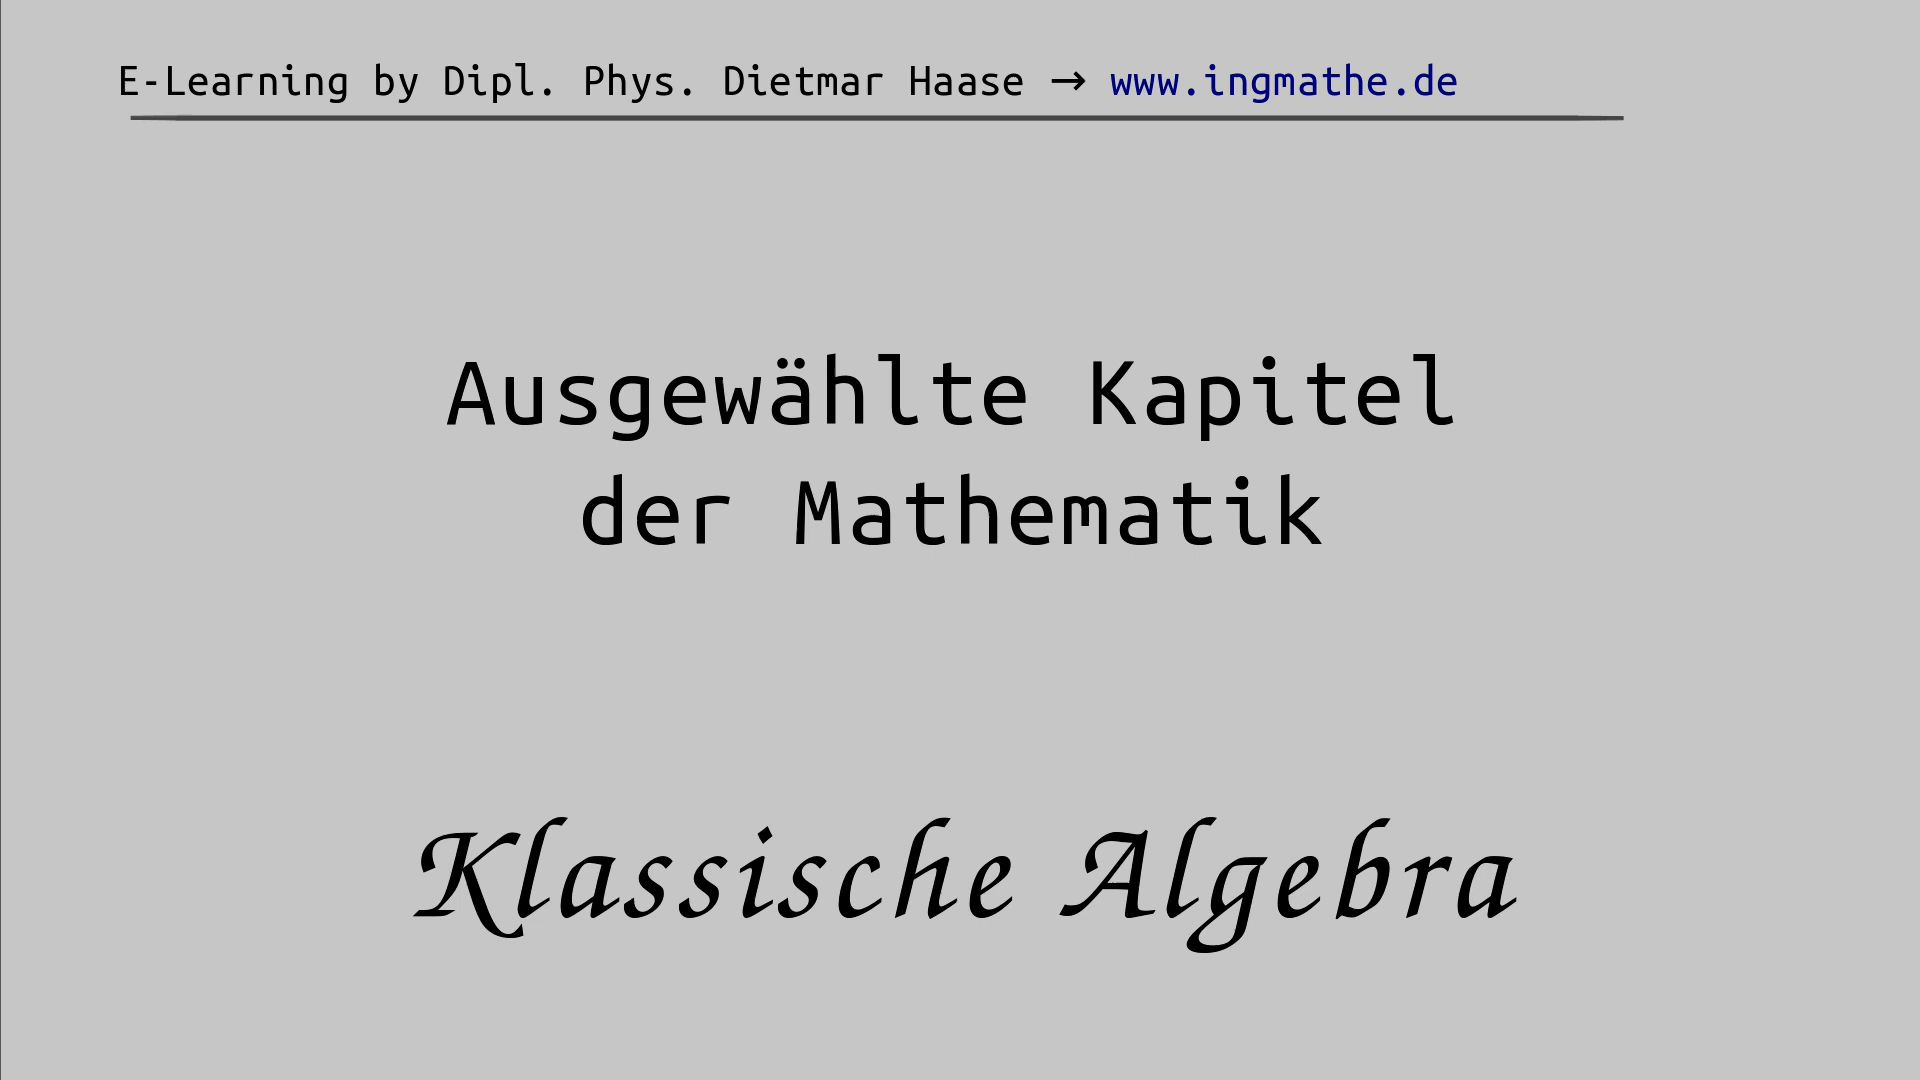 E-Learning by Dipl. Phys. Dietmar Haase → www.ingmathe.de
Ausgewählte Kapitel
der Mathematik
Klassische Algebra